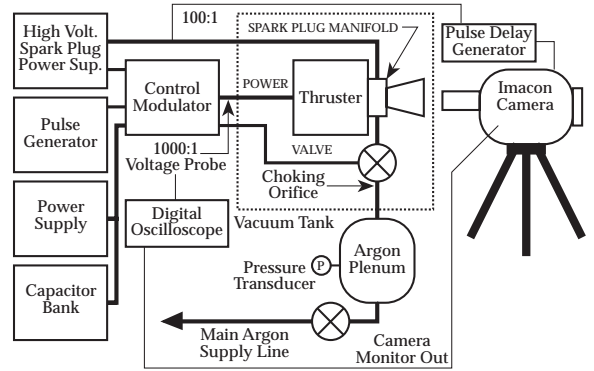 100:1
High Volt.
Spark Plug
Power Sup.
SPARK PLUG MANIFOLD
Pulse Delay
Generator
Control
Modulator
POWER
Thruster
Imacon
Camera
Pulse
Generator
1000:1
Voltage Probe
VALVE
Choking
Orifice
Power
Supply
Digital
Oscilloscope
Vacuum Tank
Argon
Plenum
Pressure
Transducer
P
Capacitor
Bank
Main Argon
Supply Line
Camera
Monitor Out